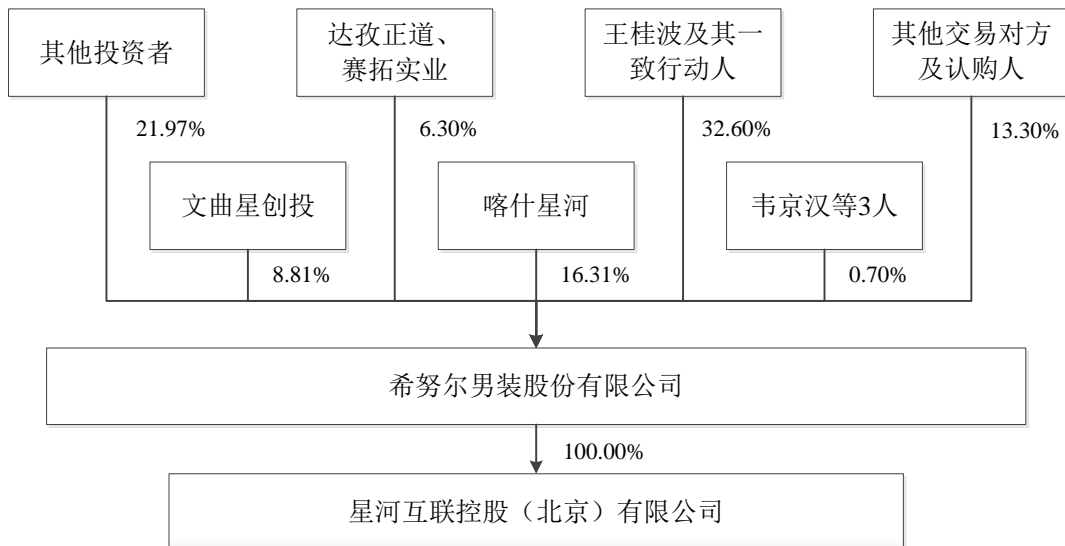 其他投资者
达孜正道、
赛拓实业
王桂波及其一
致行动人
其他交易对方
及认购人
21.97%
6.30%
32.60%
13.30%
文曲星创投
喀什星河
韦京汉等3人
8.81%
16.31%
0.70%
希努尔男装股份有限公司
100.00%
星河互联控股（北京）有限公司